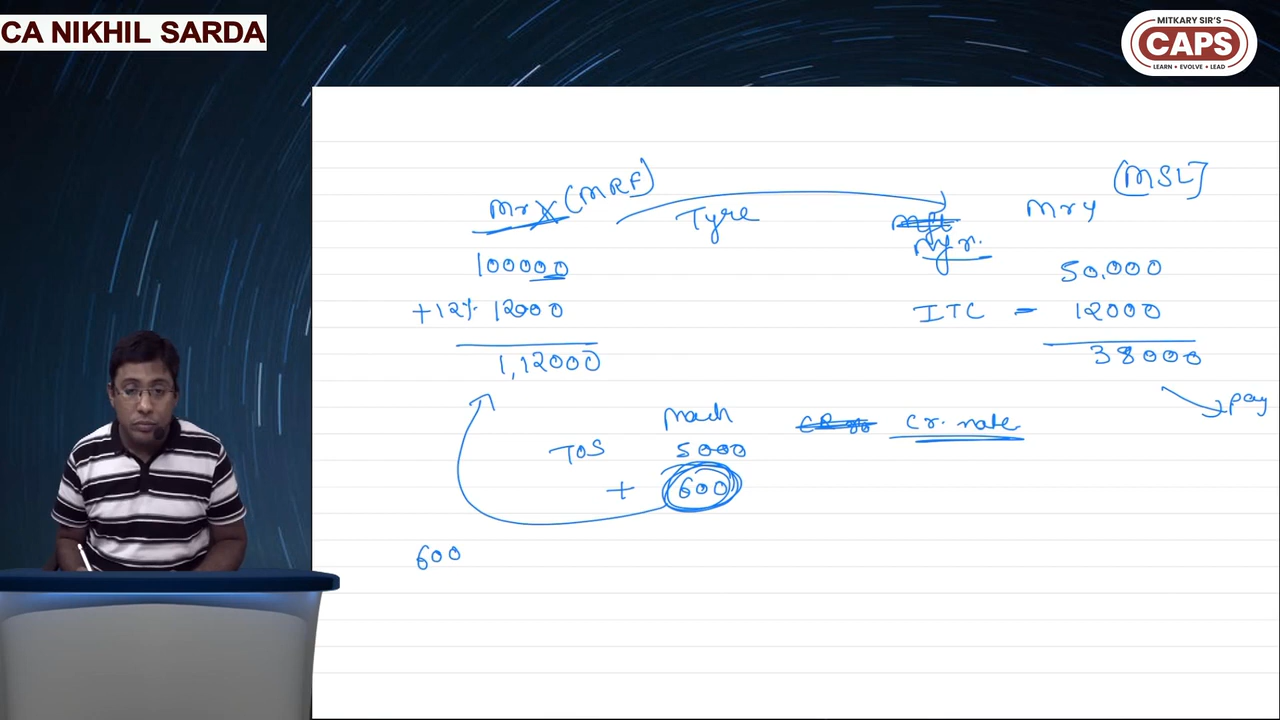 CA NIKHIL SARDA
MITKARY SIR'S
CAPS
LEARN • EVOLVE • LEAD
Mr X (MRF)
Tyre
[MSL]
Mr Y
100000
50,000
+12% 12000
ITC - 12000
1,12000
38000
pay
March
Cr. note
TOS 5000
+ 600
600